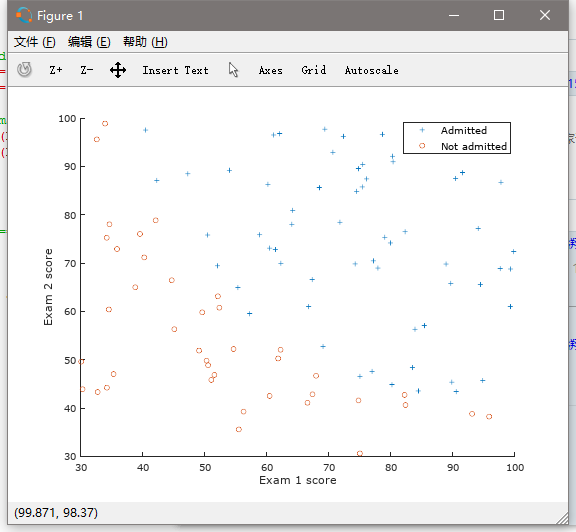 Figure 1
文件 (F) 编辑 (E) 帮助 (H)
Z+ Z- Insert Text Axes Grid Autoscale
Admitted
Not admitted
Exam 2 score
100
90
80
70
60
50
40
30
30 40 50 60 70 80 90 100
Exam 1 score
(99.871, 98.37)